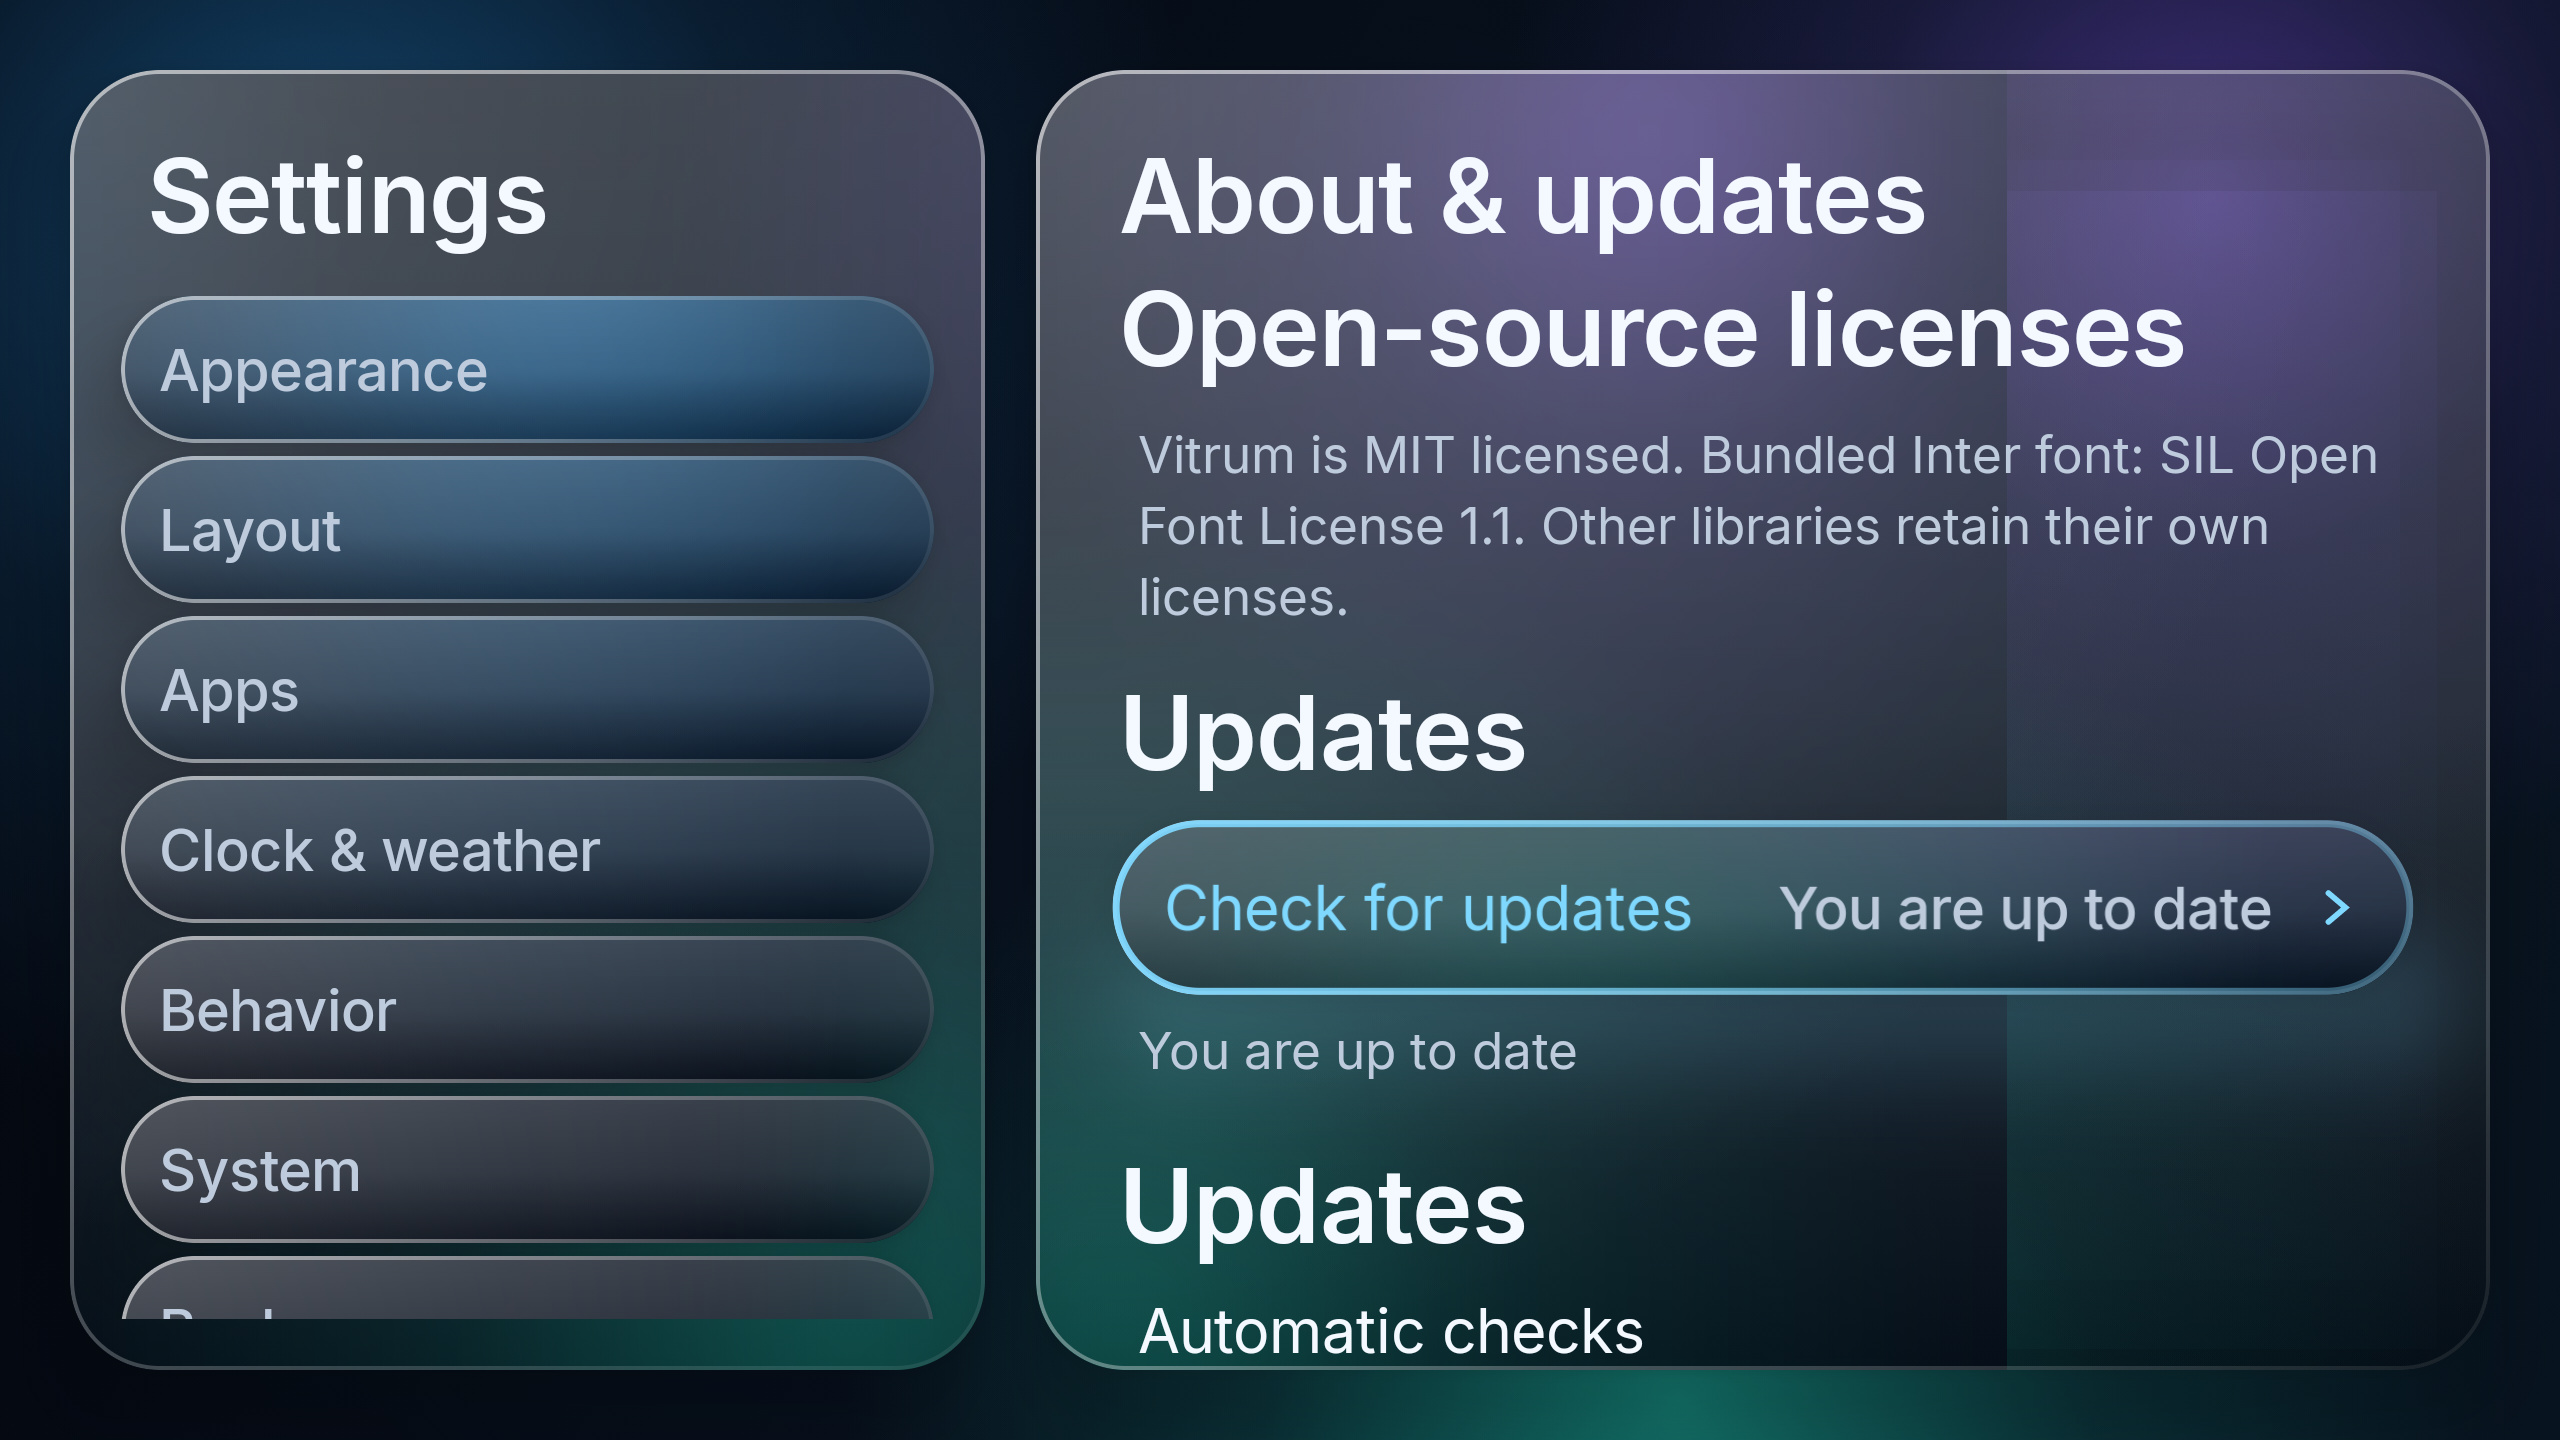 Settings
Appearance
Layout
Apps
Clock & weather
Behavior
System
About & updates
Open-source licenses
Vitrum is MIT licensed. Bundled Inter font: SIL Open
Font License 1.1. Other libraries retain their own
licenses.
Updates
Check for updates
You are up to date
You are up to date
Updates
Automatic checks